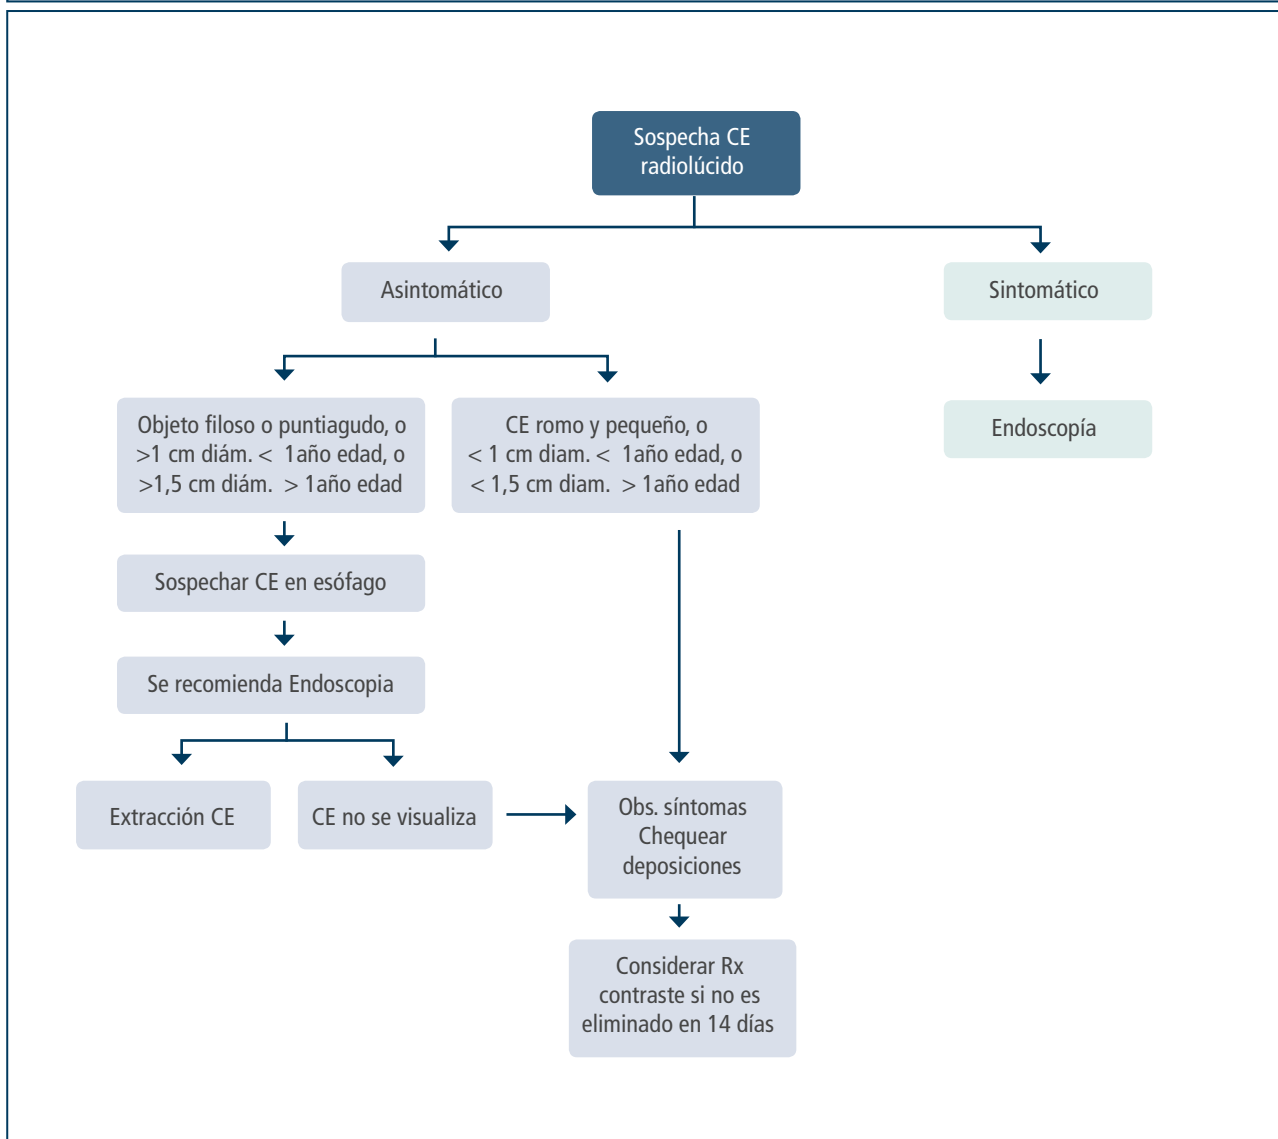 Sospecha CE
radiolúcido
Asintomático
Sintomático
Objeto filoso o puntiagudo, o
>1 cm diám. < 1año edad, o
>1,5 cm diám. > 1año edad
CE romo y pequeño, o
< 1 cm diam. < 1año edad, o
< 1,5 cm diam. > 1año edad
Endoscopía
Sospechar CE en esófago
Se recomienda Endoscopia
Extracción CE
CE no se visualiza
Obs. síntomas
Chequear
deposiciones
Considerar Rx
contraste si no es
eliminado en 14 días